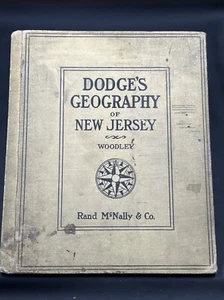 DODGE'S
GEOGRAPHY
OF
NEW JERSEY
WOODLEY
Rand McNally & Co.